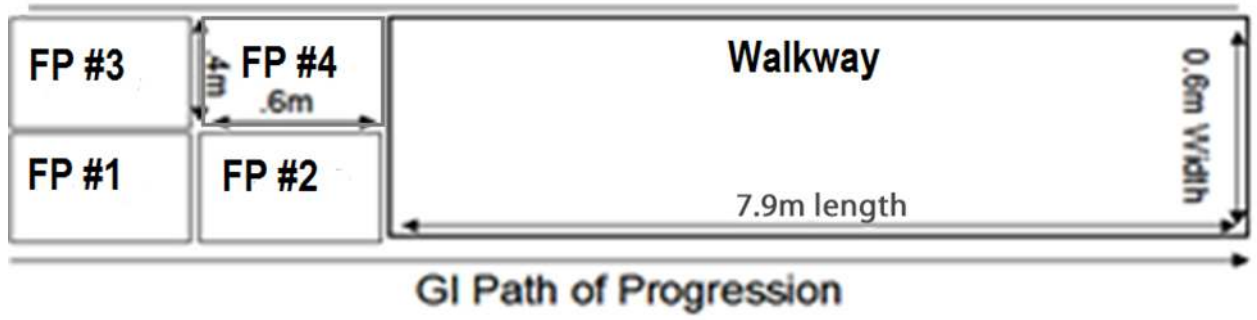 FP #3
.4m
FP #4
.6m
Walkway
0.6m Width
FP #1
FP #2
7.9m length
GI Path of Progression